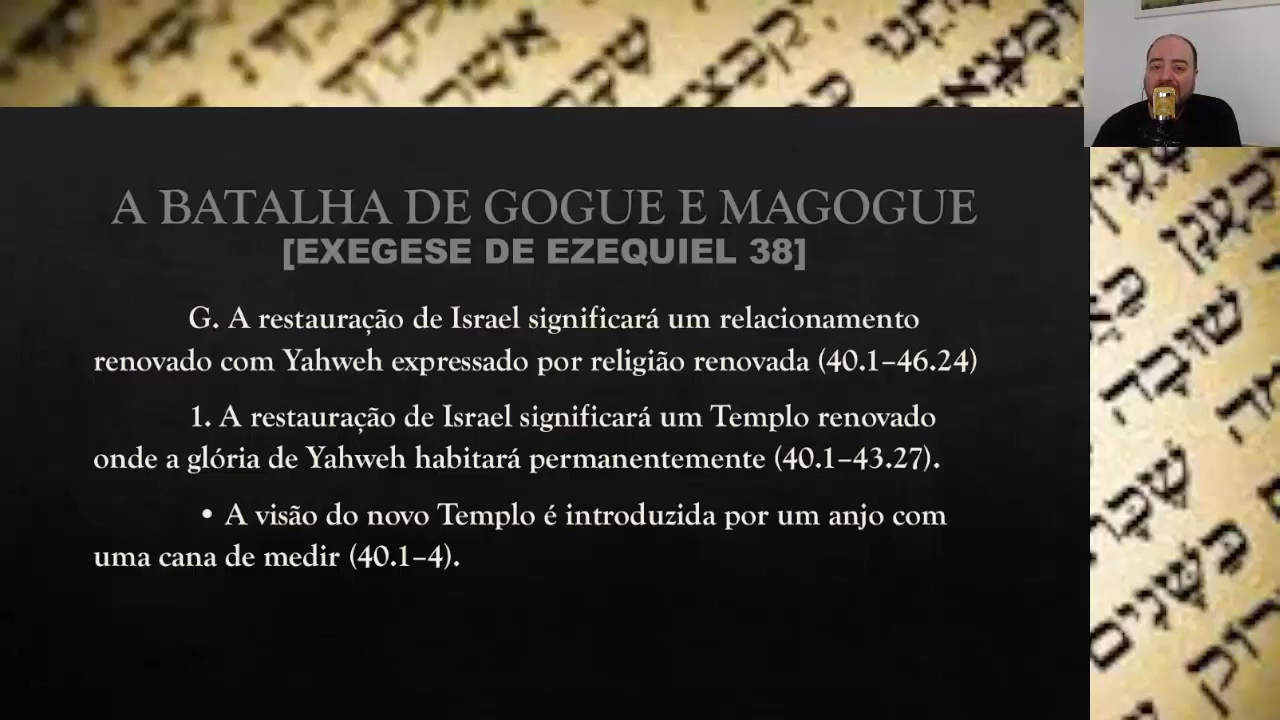 A BATALHA DE GOGUE E MAGOGUE
[EXEGESE DE EZEQUIEL 38]
G. A restauração de Israel significará um relacionamento
renovado com Yahweh expressado por religião renovada (40.1–46.24)
1. A restauração de Israel significará um Templo renovado
onde a glória de Yahweh habitará permanentemente (40.1–43.27).
• A visão do novo Templo é introduzida por um anjo com
uma cana de medir (40.1–4).